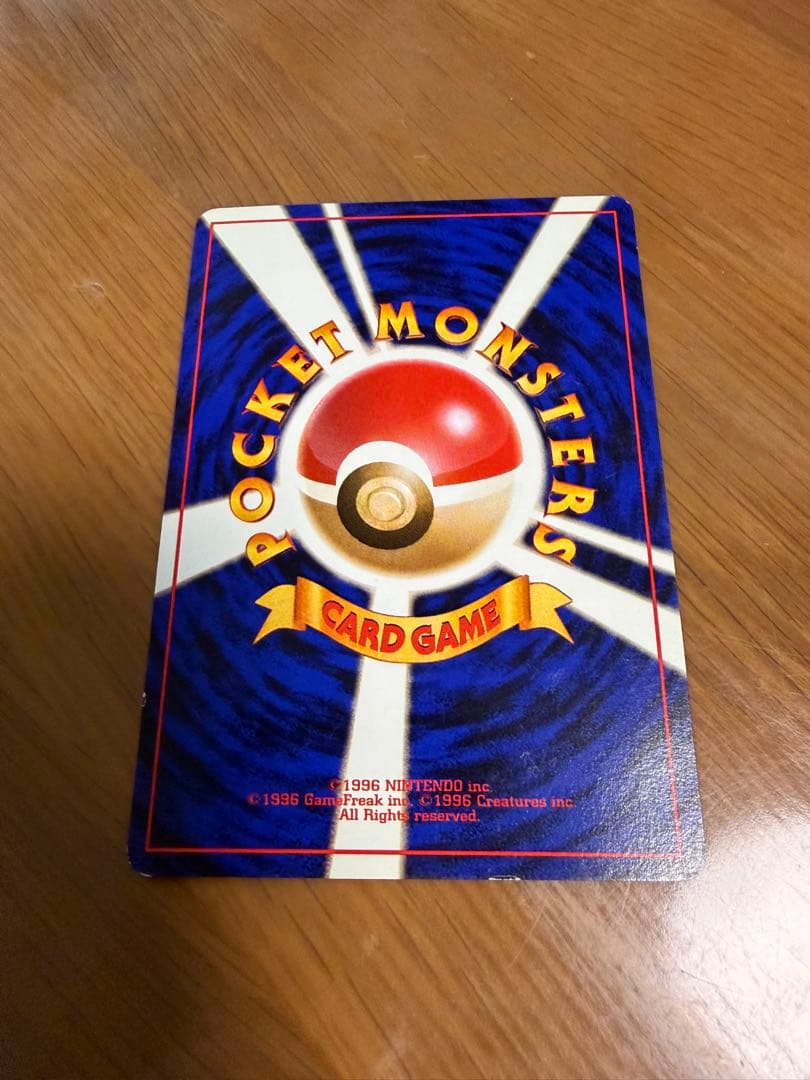 POCKET MONSTERS
CARD GAME
©1996 NINTENDO inc.
©1996 GameFreak inc. ©1996 Creatures inc.
All Rights reserved.